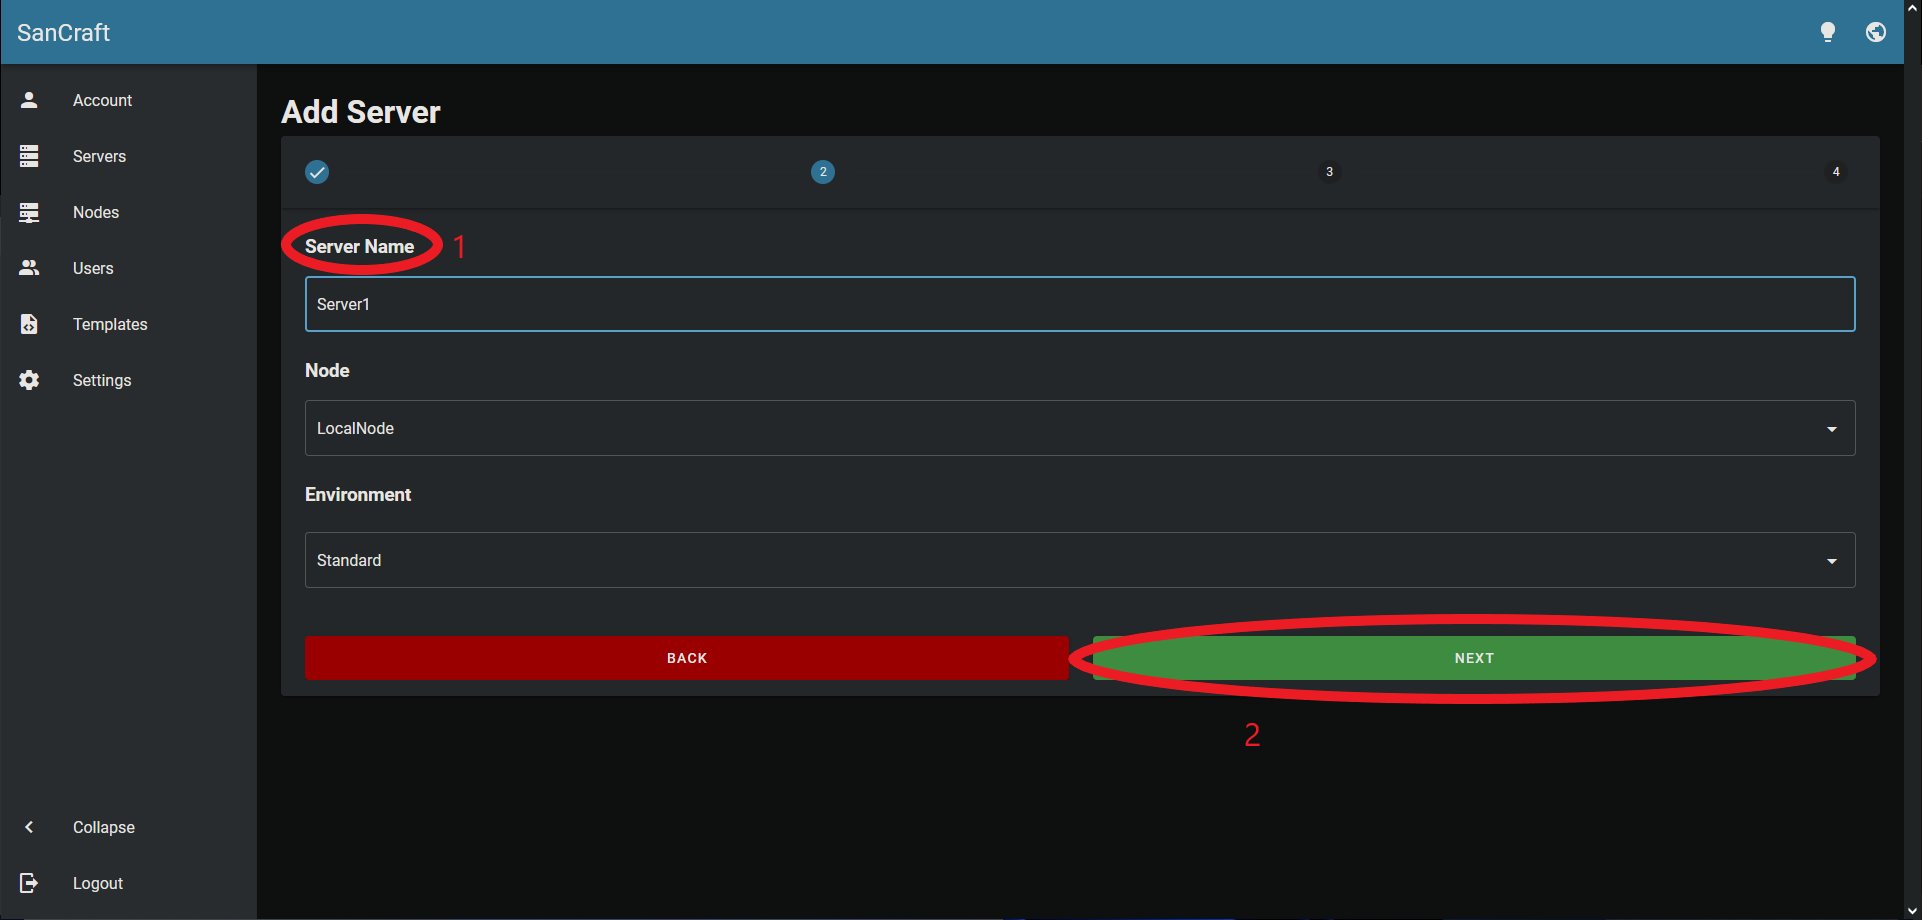 SanCraft
Account
Servers
Nodes
Users
Templates
Settings
Collapse
Logout
Add Server
2
3
4
Server Name
1
Server1
Node
LocalNode
Environment
Standard
BACK
NEXT
2